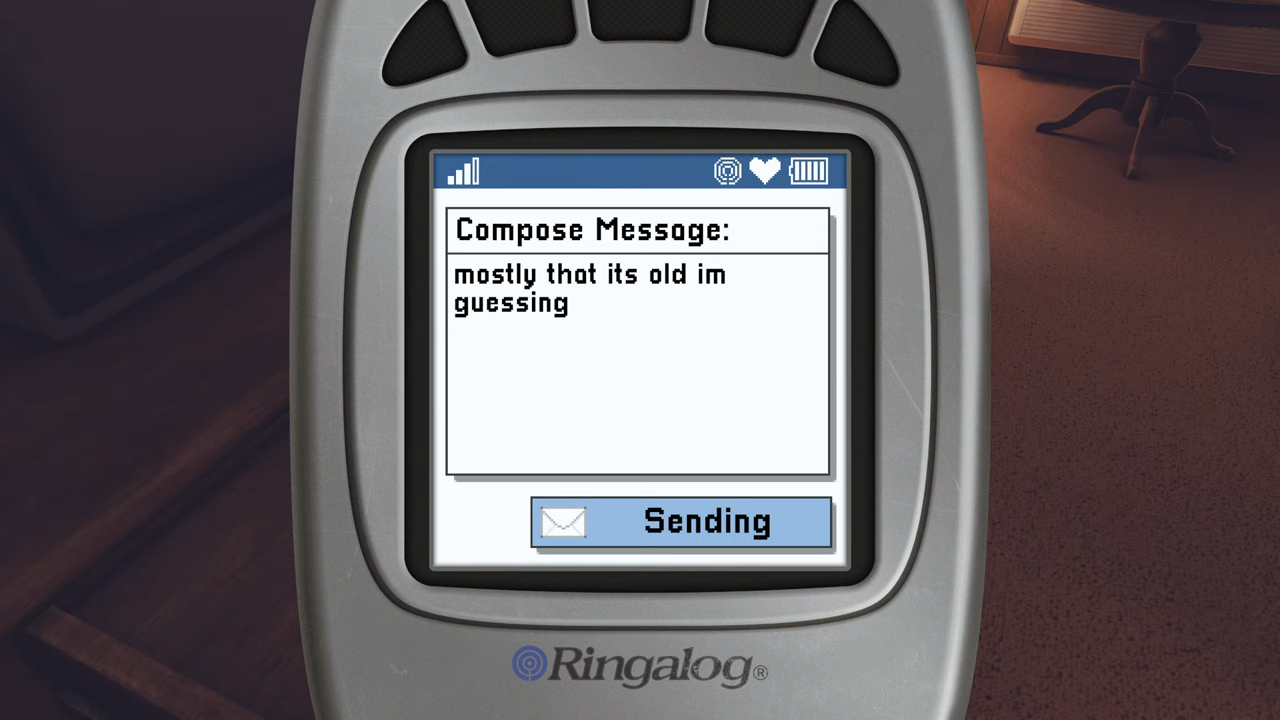 Compose Message:
mostly that its old im
guessing
Sending
Ringalog®